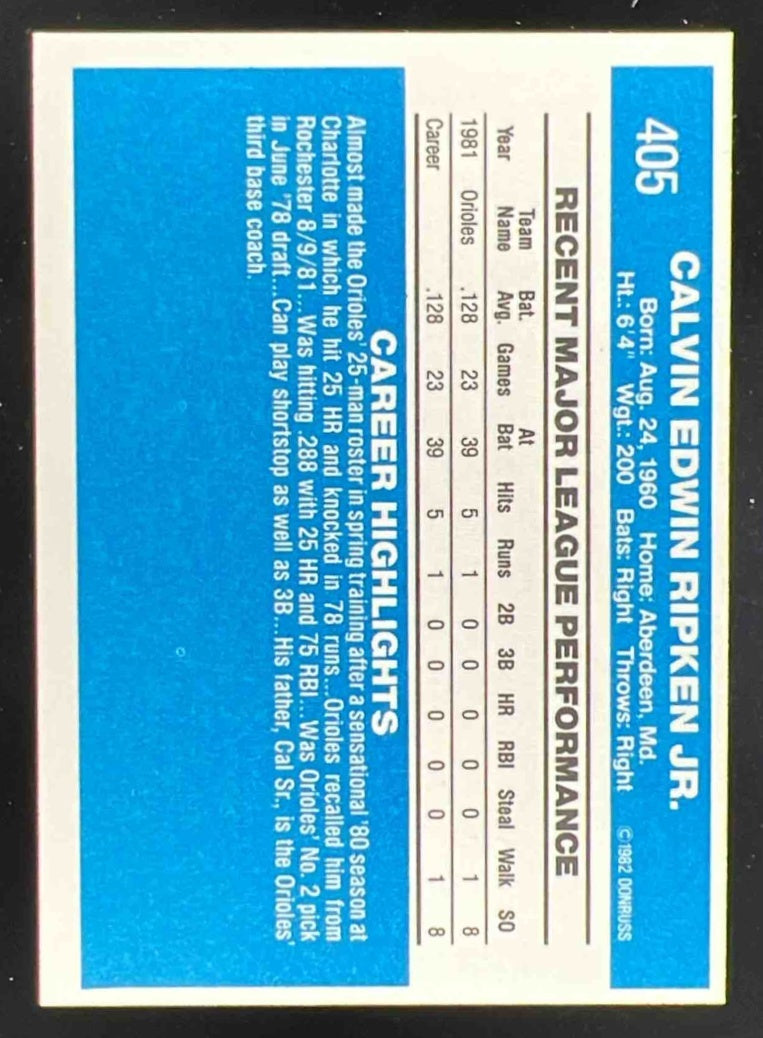 405
CALVIN EDWIN RIPKEN JR.
Born: Aug. 24, 1960 Home: Aberdeen, Md.
Ht.: 6'4" Wgt.: 200 Bats: Right Throws: Right ©1982 DONRUSS
RECENT MAJOR LEAGUE PERFORMANCE
Team Bat. At
Year Name Avg. Games Bat Hits Runs 2B 3B HR RBI Steal Walk SO
1981 Orioles .128 23 39 5 1 0 0 0 0 0 1 8
Career .128 23 39 5 1 0 0 0 0 0 1 8
CAREER HIGHLIGHTS
Almost made the Orioles' 25-man roster in spring training after a sensational '80 season at
Charlotte in which he hit 25 HR and knocked in 78 runs...Orioles recalled him from
Rochester 8/9/81...Was hitting .288 with 25 HR and 75 RBI...Was Orioles' No. 2 pick
in June '78 draft...Can play shortstop as well as 3B...His father, Cal Sr., is the Orioles'
third base coach.